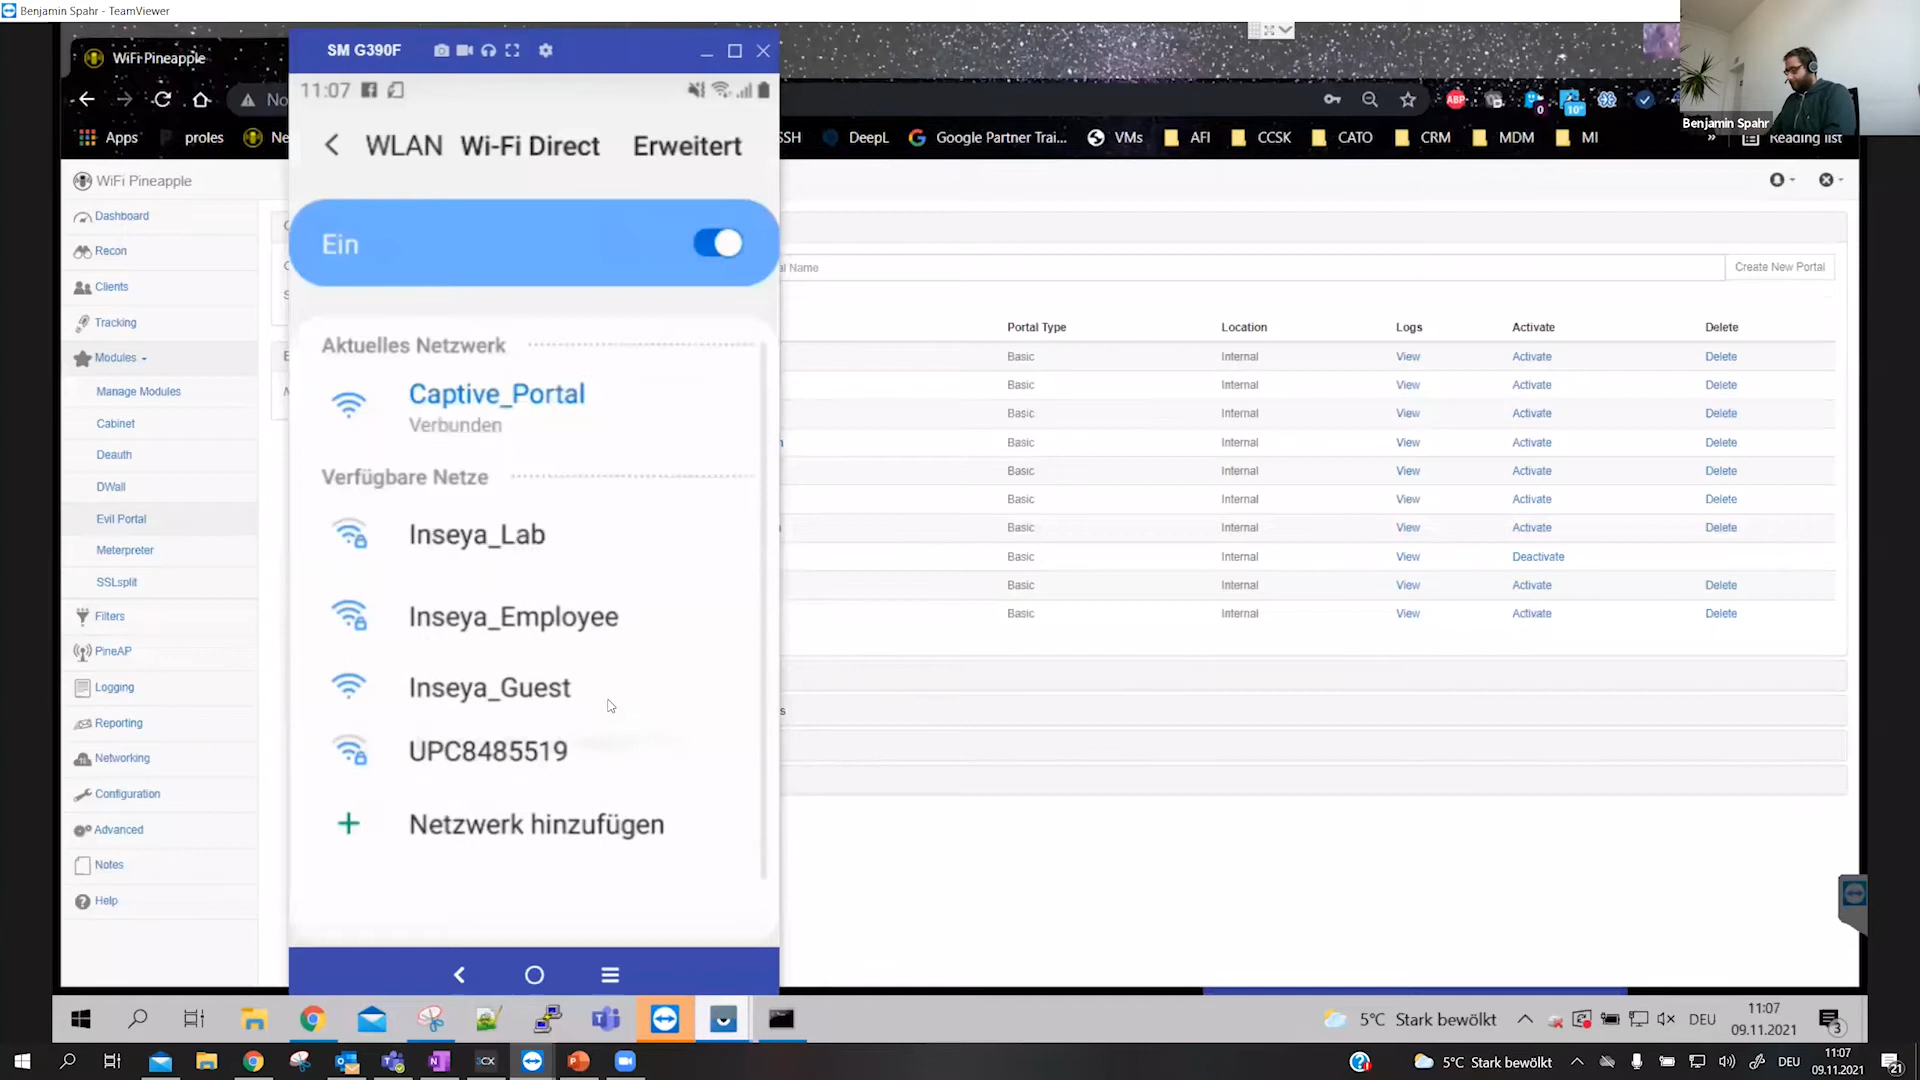 Benjamin Spahr - TeamViewer
WiFi Pineapple
SM G390F
Benjamin Spahr
No
Apps
proles
Ne
SSH
DeepL
Google Partner Trai...
VMs
AFI
CCSK
CATO
CRM
MDM
MI
»
Reading list
11:07
WLAN
Wi-Fi Direct
Erweitert
Ein
Aktuelles Netzwerk
Captive_Portal
Verbunden
Verfügbare Netze
Inseya_Lab
Inseya_Employee
Inseya_Guest
UPC8485519
Netzwerk hinzufügen
WiFi Pineapple
Dashboard
Recon
Clients
Tracking
Modules
Manage Modules
Cabinet
Deauth
DWall
Evil Portal
Meterpreter
SSLsplit
Filters
PineAP
Logging
Reporting
Networking
Configuration
Advanced
Notes
Help
al Name
Create New Portal
Portal Type Location Logs Activate Delete
Basic Internal View Activate Delete
Basic Internal View Activate Delete
Basic Internal View Activate Delete
Basic Internal View Activate Delete
Basic Internal View Activate Delete
Basic Internal View Activate Delete
Basic Internal View Activate Delete
Basic Internal View Deactivate
Basic Internal View Activate Delete
Basic Internal View Activate Delete
5°C Stark bewölkt
DEU
11:07
09.11.2021
3
5°C Stark bewölkt
DEU
11:07
09.11.2021
21